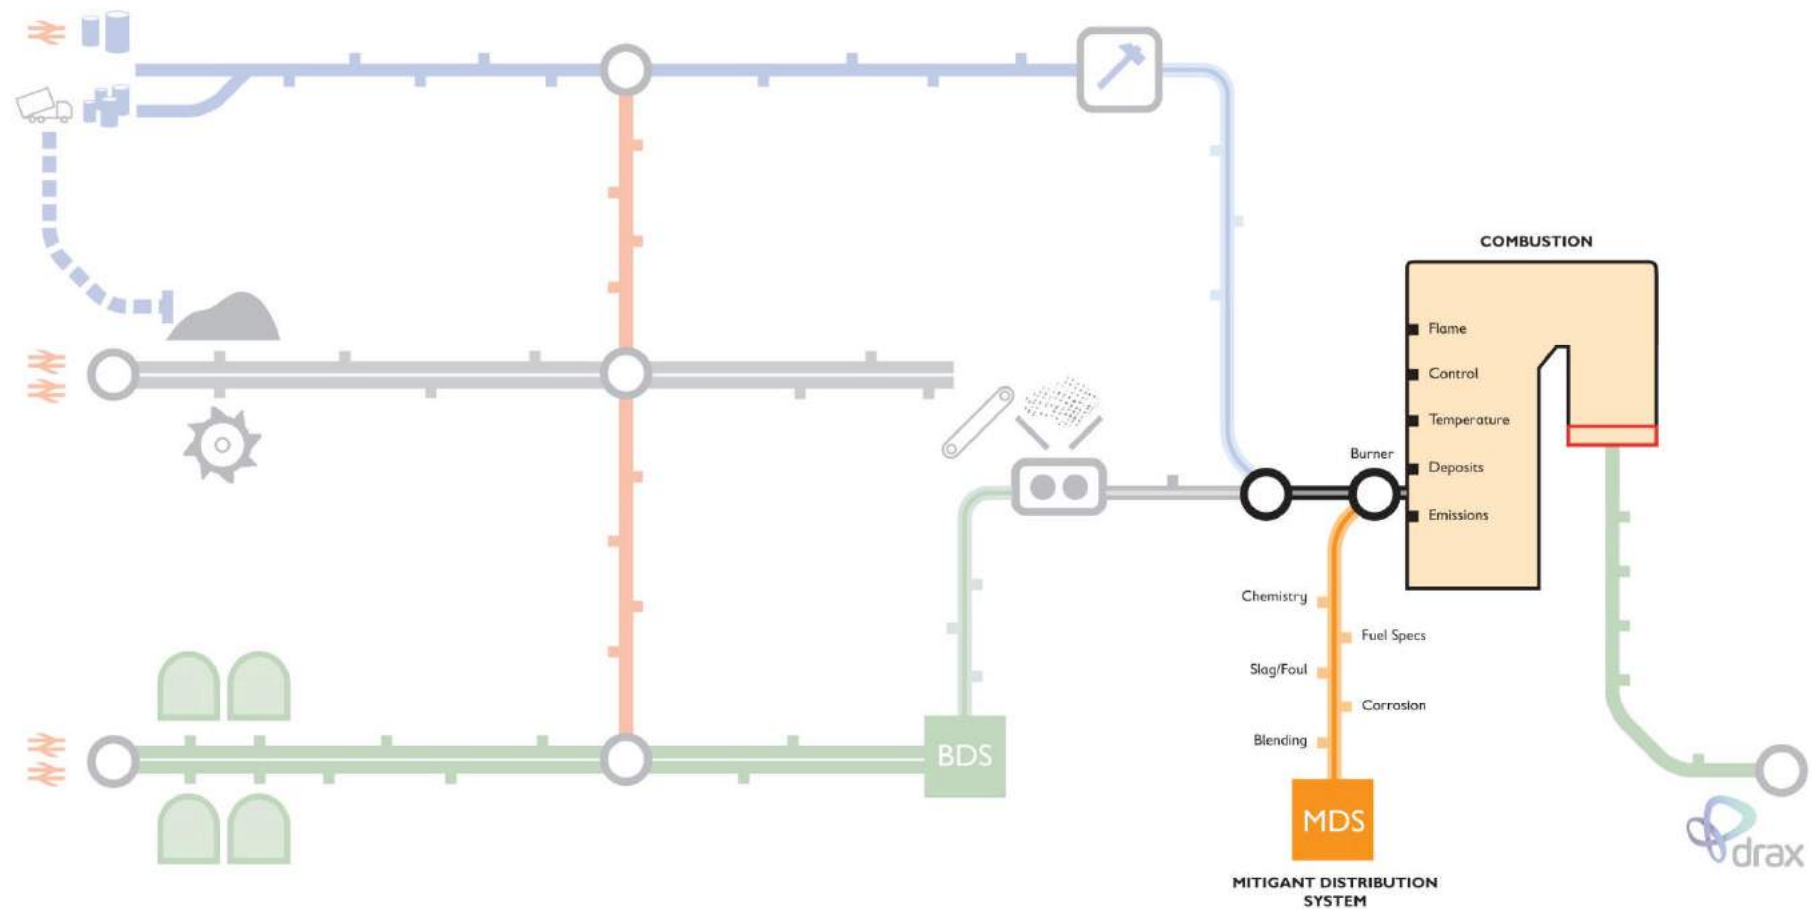 COMBUSTION
Flame
Control
Temperature
Burner
Deposits
Emissions
Chemistry
Fuel Specs
Slag/Foul
Corrosion
Blending
BDS
MDS
MITIGANT DISTRIBUTION
SYSTEM
drax